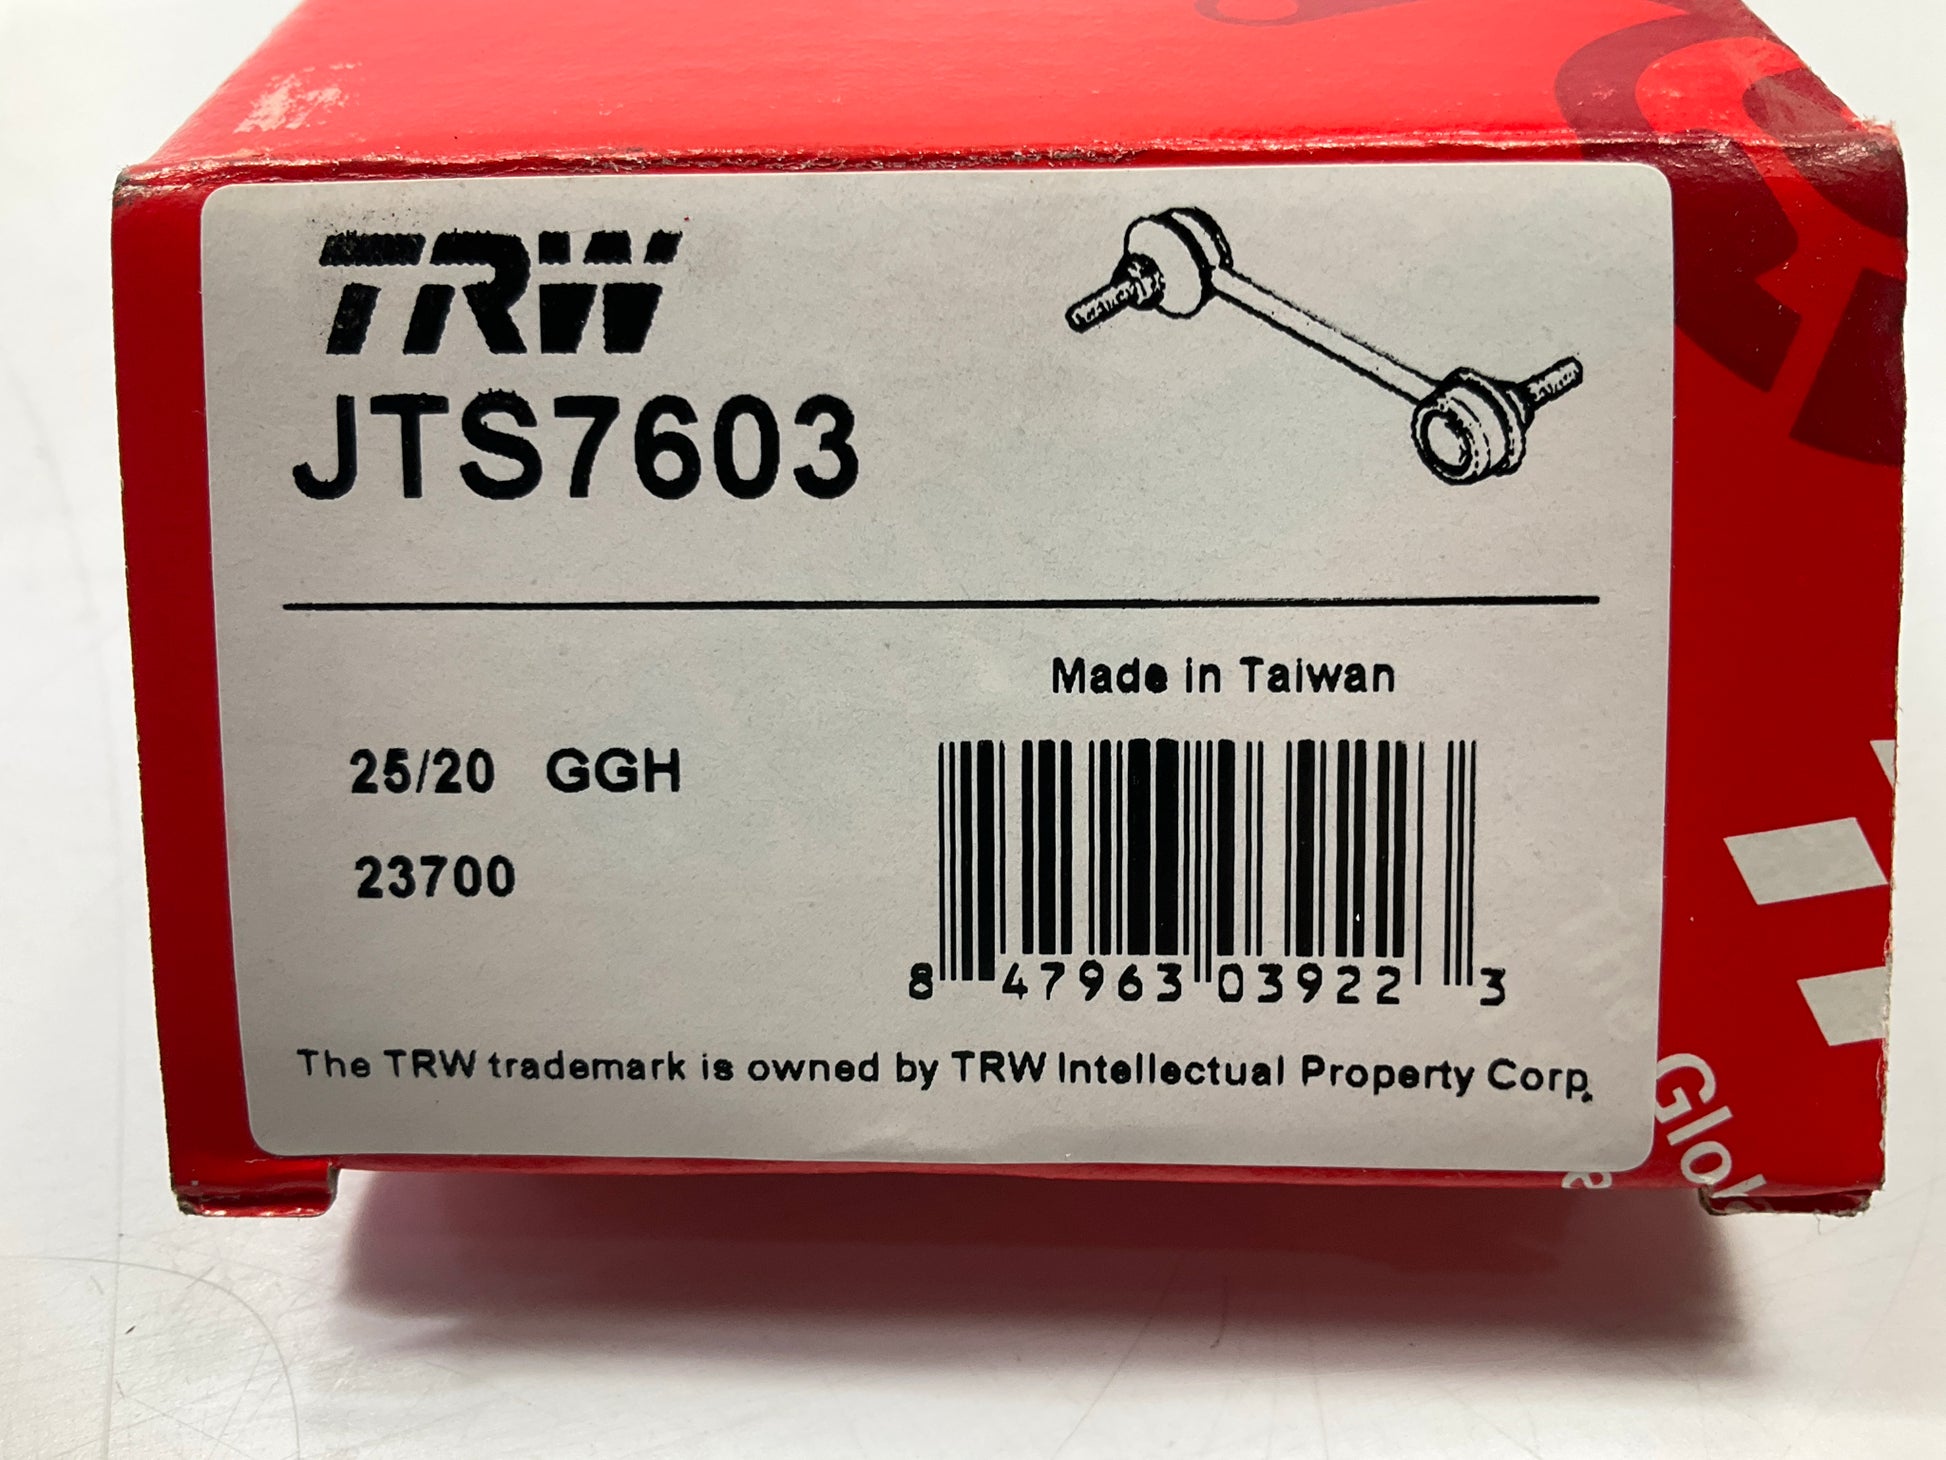 TRW
JTS7603
Made in Taiwan
25/20 GGH
23700
8 47963 03922 3
The TRW trademark is owned by TRW Intellectual Property Corp.